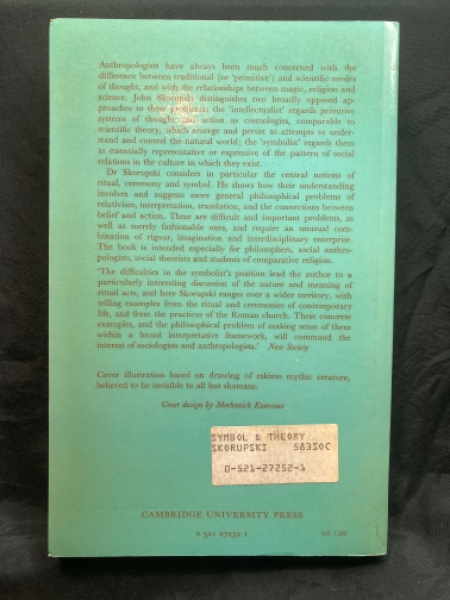 Anthropologists have always been much concerned with the
difference between traditional (or 'primitive') and scientific modes
of thought, and with the relationships between magic, religion and
science. John Skorupski distinguishes two broadly opposed ap-
proaches to these problems: the 'intellectualist' regards primitive
systems of thought and action as cosmologies, comparable to
scientific theory, which emerge and persist as attempts to under-
stand and control the natural world; the 'symbolist' regards them
as essentially representative or expressive of the pattern of social
relations in the culture in which they exist.
Dr Skorupski considers in particular the central notions of
ritual, ceremony and symbol. He shows how their understanding
involves and suggests more general philosophical problems of
relativism, interpretation, translation, and the connections between
belief and action. These are difficult and important problems, as
well as merely fashionable ones, and require an unusual com-
bination of rigour, imagination and interdisciplinary enterprise.
The book is intended especially for philosophers, social anthro-
pologists, social theorists and students of comparative religion.
'The difficulties in the symbolist's position lead the author to a
particularly interesting discussion of the nature and meaning of
ritual acts, and here Skorupski ranges over a wider territory, with
telling examples from the ritual and ceremonies of contemporary
life, and from the practices of the Roman church. These concrete
examples, and the philosophical problem of making sense of them
within a broad interpretative framework, will command the
interest of sociologists and anthropologists.' New Society
Cover illustration based on drawing of eskimo mythic creature,
believed to be invisible to all but shamans.
Cover design by Mechanick Exercises
SYMBOL & THEORY
SKORUPSKI 583SOC
0-521-27252-1
CAMBRIDGE UNIVERSITY PRESS
0 521 27252 1